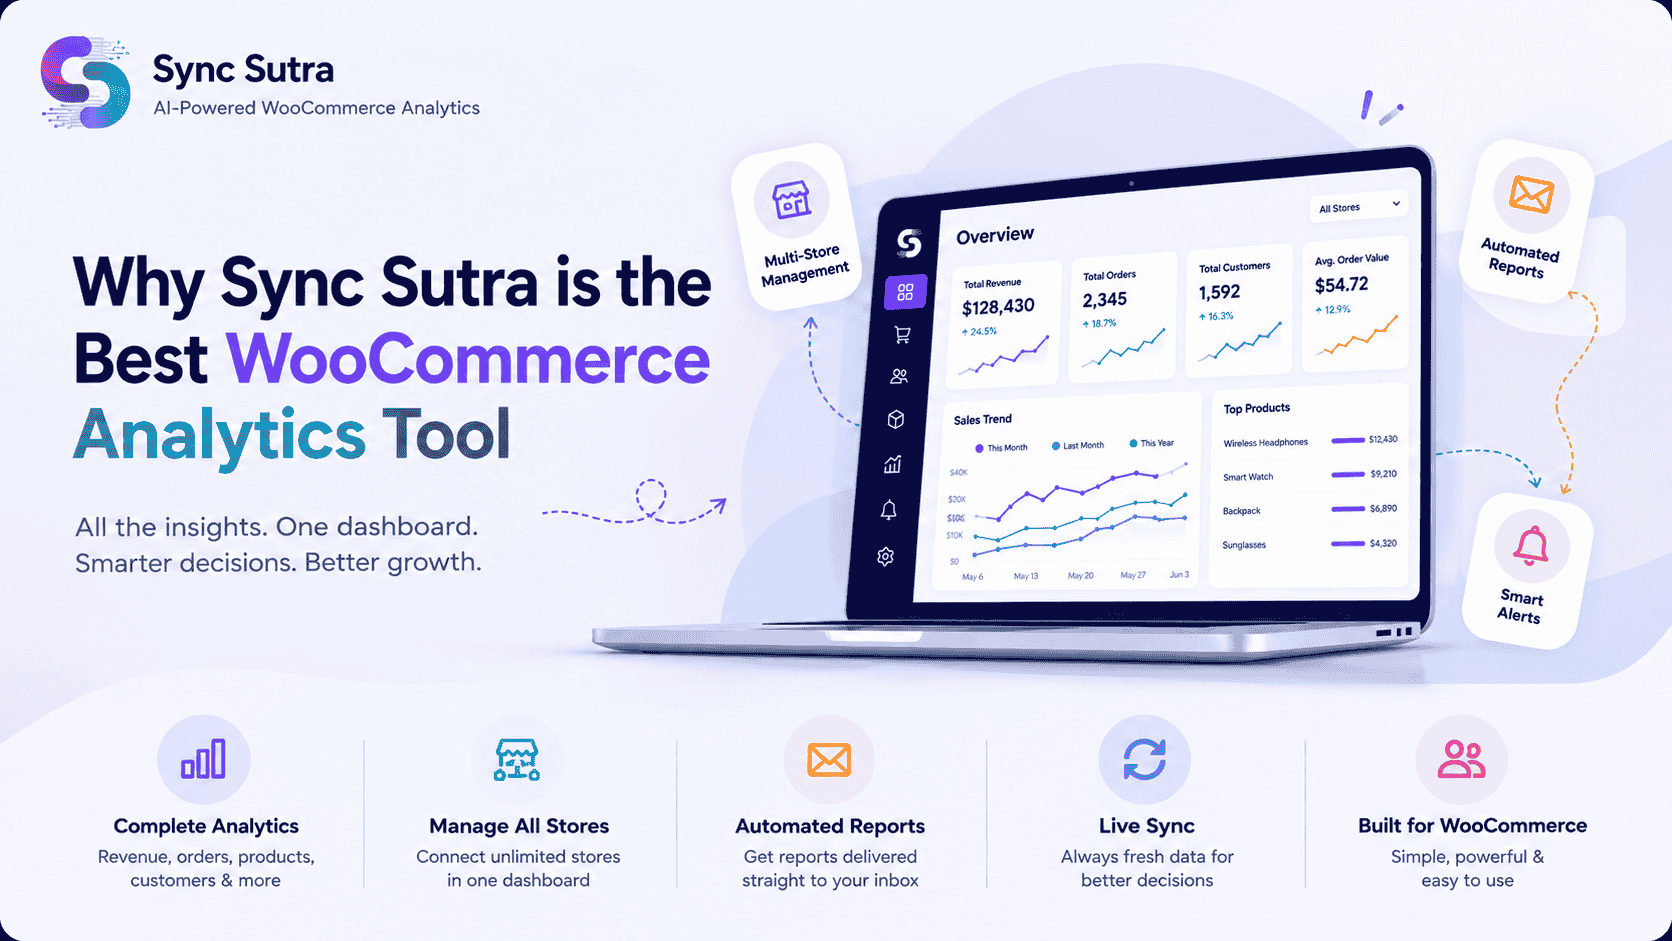 Sync Sutra
AI-Powered WooCommerce Analytics
Why Sync Sutra is the
Best WooCommerce
Analytics Tool
All the insights. One dashboard.
Smarter decisions. Better growth.
Multi-Store
Management
Overview
All Stores
Total Revenue
$128,430
↑ 24.5%
Total Orders
2,345
↑ 18.7%
Total Customers
1,592
↑ 16.3%
Avg. Order Value
$54.72
↑ 12.9%
Sales Trend
This Month
Last Month
This Year
$40K
$20K
$10K
$0
May 6
May 13
May 20
May 27
Jun 3
Top Products
Wireless Headphones
$12,430
Smart Watch
$9,210
Backpack
$6,890
Sunglasses
$4,320
Automated
Reports
Smart
Alerts
Complete Analytics
Revenue, orders, products,
customers & more
Manage All Stores
Connect unlimited stores
in one dashboard
Automated Reports
Get reports delivered
straight to your inbox
Live Sync
Always fresh data for
better decisions
Built for WooCommerce
Simple, powerful &
easy to use